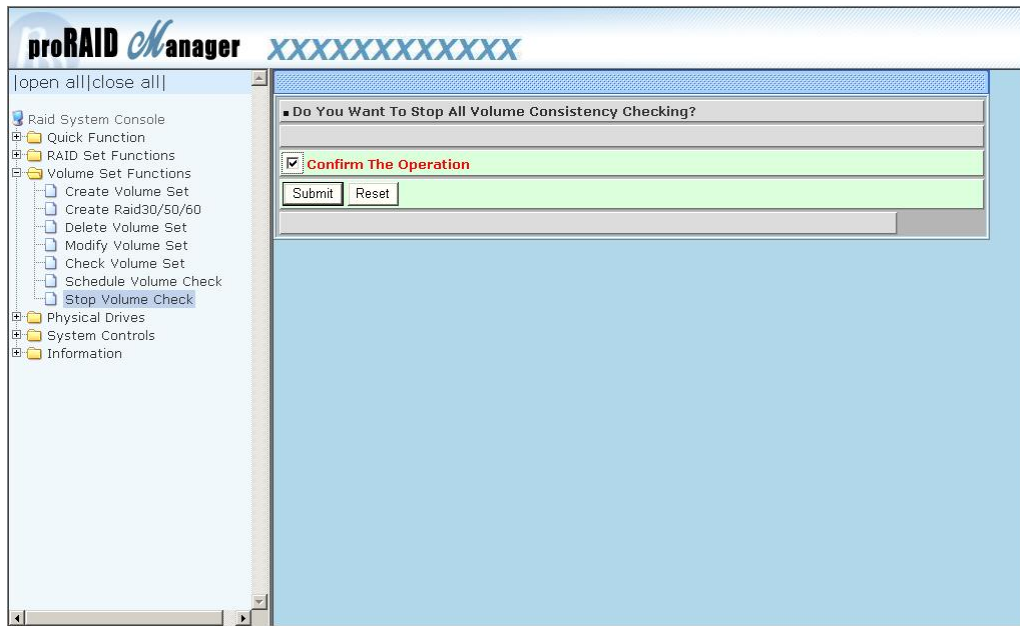 proRAID Manager XXXXXXXXXXXX
|open all|close all|
Raid System Console
Quick Function
RAID Set Functions
Volume Set Functions
Create Volume Set
Create Raid30/50/60
Delete Volume Set
Modify Volume Set
Check Volume Set
Schedule Volume Check
Stop Volume Check
Physical Drives
System Controls
Information
Do You Want To Stop All Volume Consistency Checking?
Confirm The Operation
Submit Reset